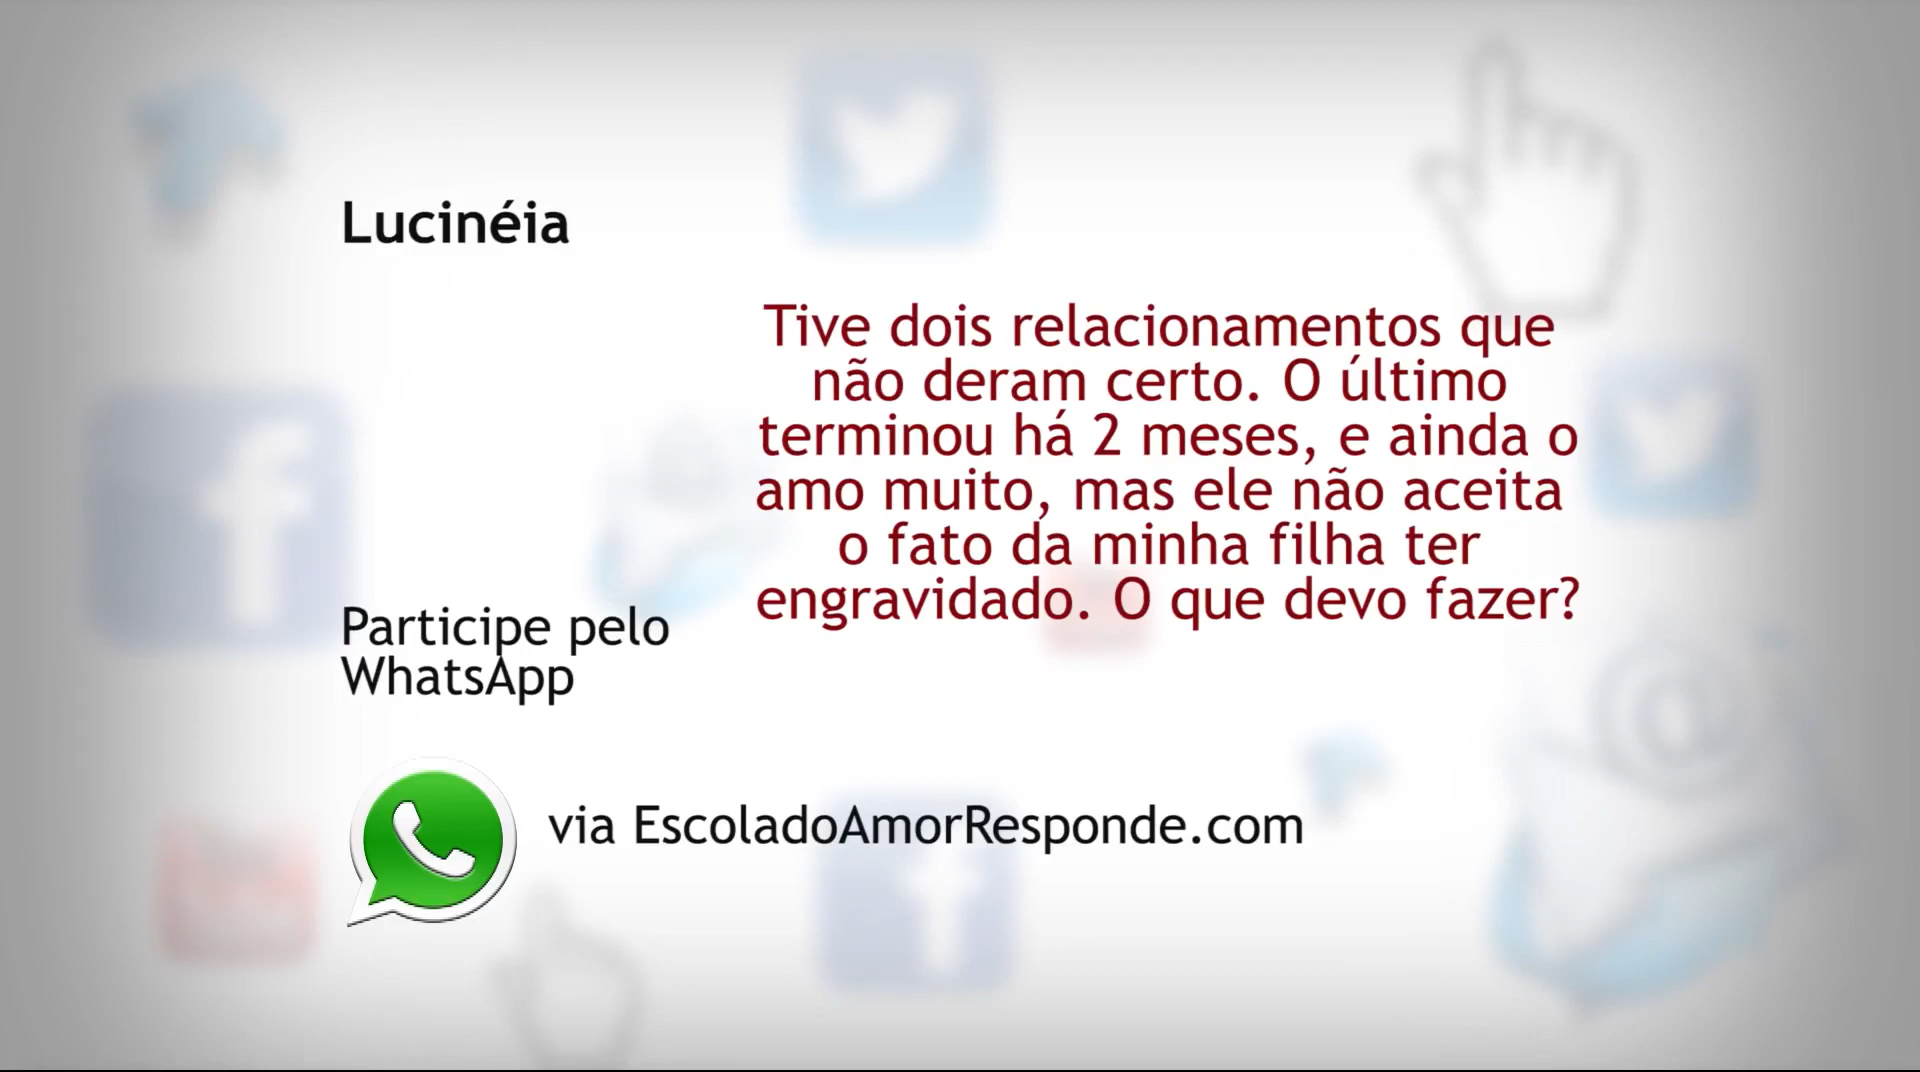 Lucinéia
Tive dois relacionamentos que
não deram certo. O último
terminou há 2 meses, e ainda o
amo muito, mas ele não aceita
o fato da minha filha ter
engravidado. O que devo fazer?
Participe pelo
WhatsApp
via EscoladoAmorResponde.com